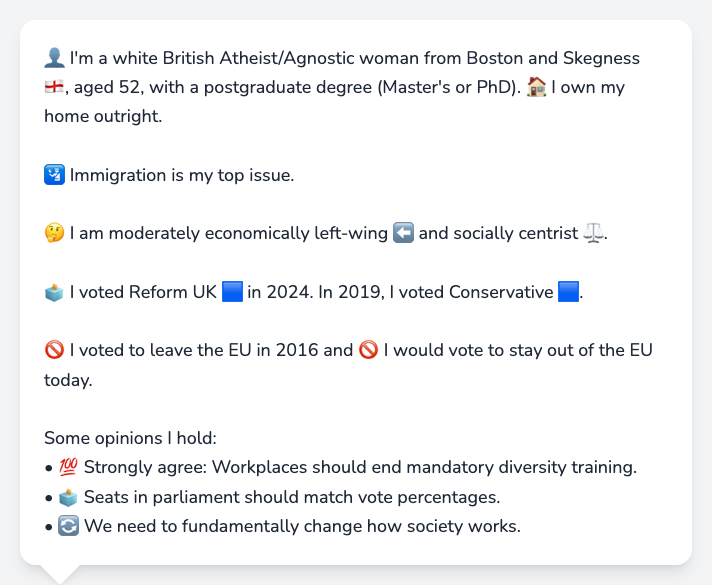 👤 I'm a white British Atheist/Agnostic woman from Boston and Skegness
🏴󠁧󠁢󠁥󠁮󠁧󠁿, aged 52, with a postgraduate degree (Master's or PhD). 🏠 I own my
home outright.
🛂 Immigration is my top issue.
🤔 I am moderately economically left-wing ⬅️ and socially centrist ⚖️.
🗳️ I voted Reform UK 🟦 in 2024. In 2019, I voted Conservative 🟦.
🚫 I voted to leave the EU in 2016 and 🚫 I would vote to stay out of the EU
today.
Some opinions I hold:
• 💯 Strongly agree: Workplaces should end mandatory diversity training.
• 🗳️ Seats in parliament should match vote percentages.
• 🔄 We need to fundamentally change how society works.